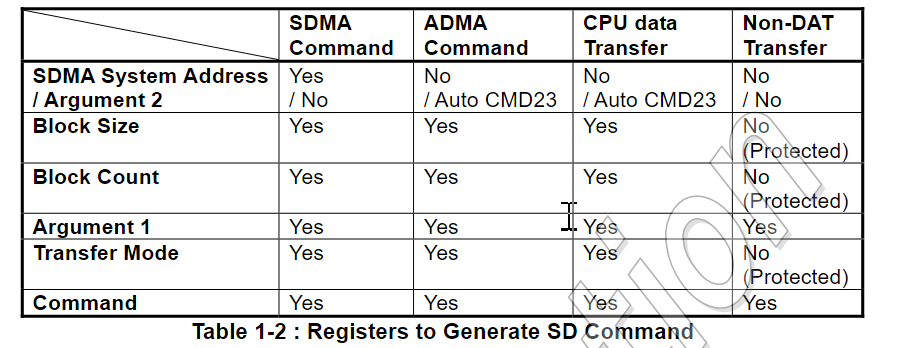 SDMA Command ADMA Command CPU data Transfer Non-DAT Transfer
SDMA System Address / Argument 2 Yes / No No / Auto CMD23 No / Auto CMD23 No / No
Block Size Yes Yes Yes No (Protected)
Block Count Yes Yes Yes No (Protected)
Argument 1 Yes Yes Yes Yes
Transfer Mode Yes Yes Yes No (Protected)
Command Yes Yes Yes Yes
Table 1-2 : Registers to Generate SD Command